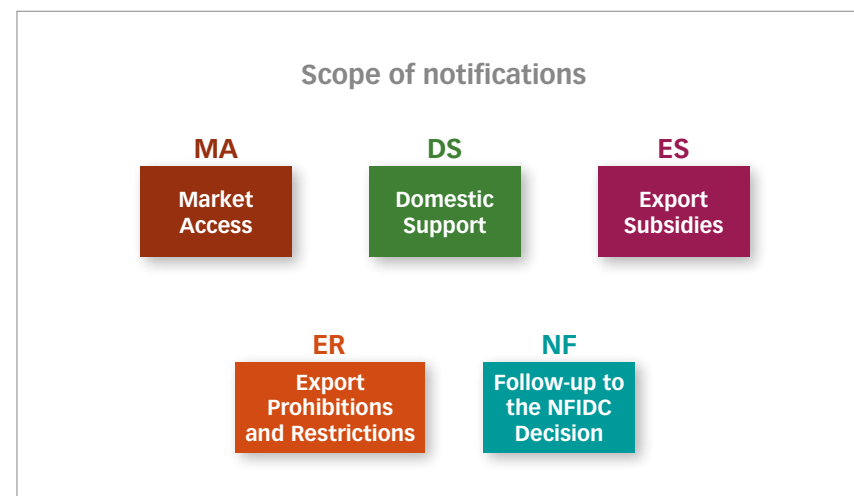 Scope of notifications
MA
Market
Access
DS
Domestic
Support
ES
Export
Subsidies
ER
Export
Prohibitions
and Restrictions
NF
Follow-up to
the NFIDC
Decision